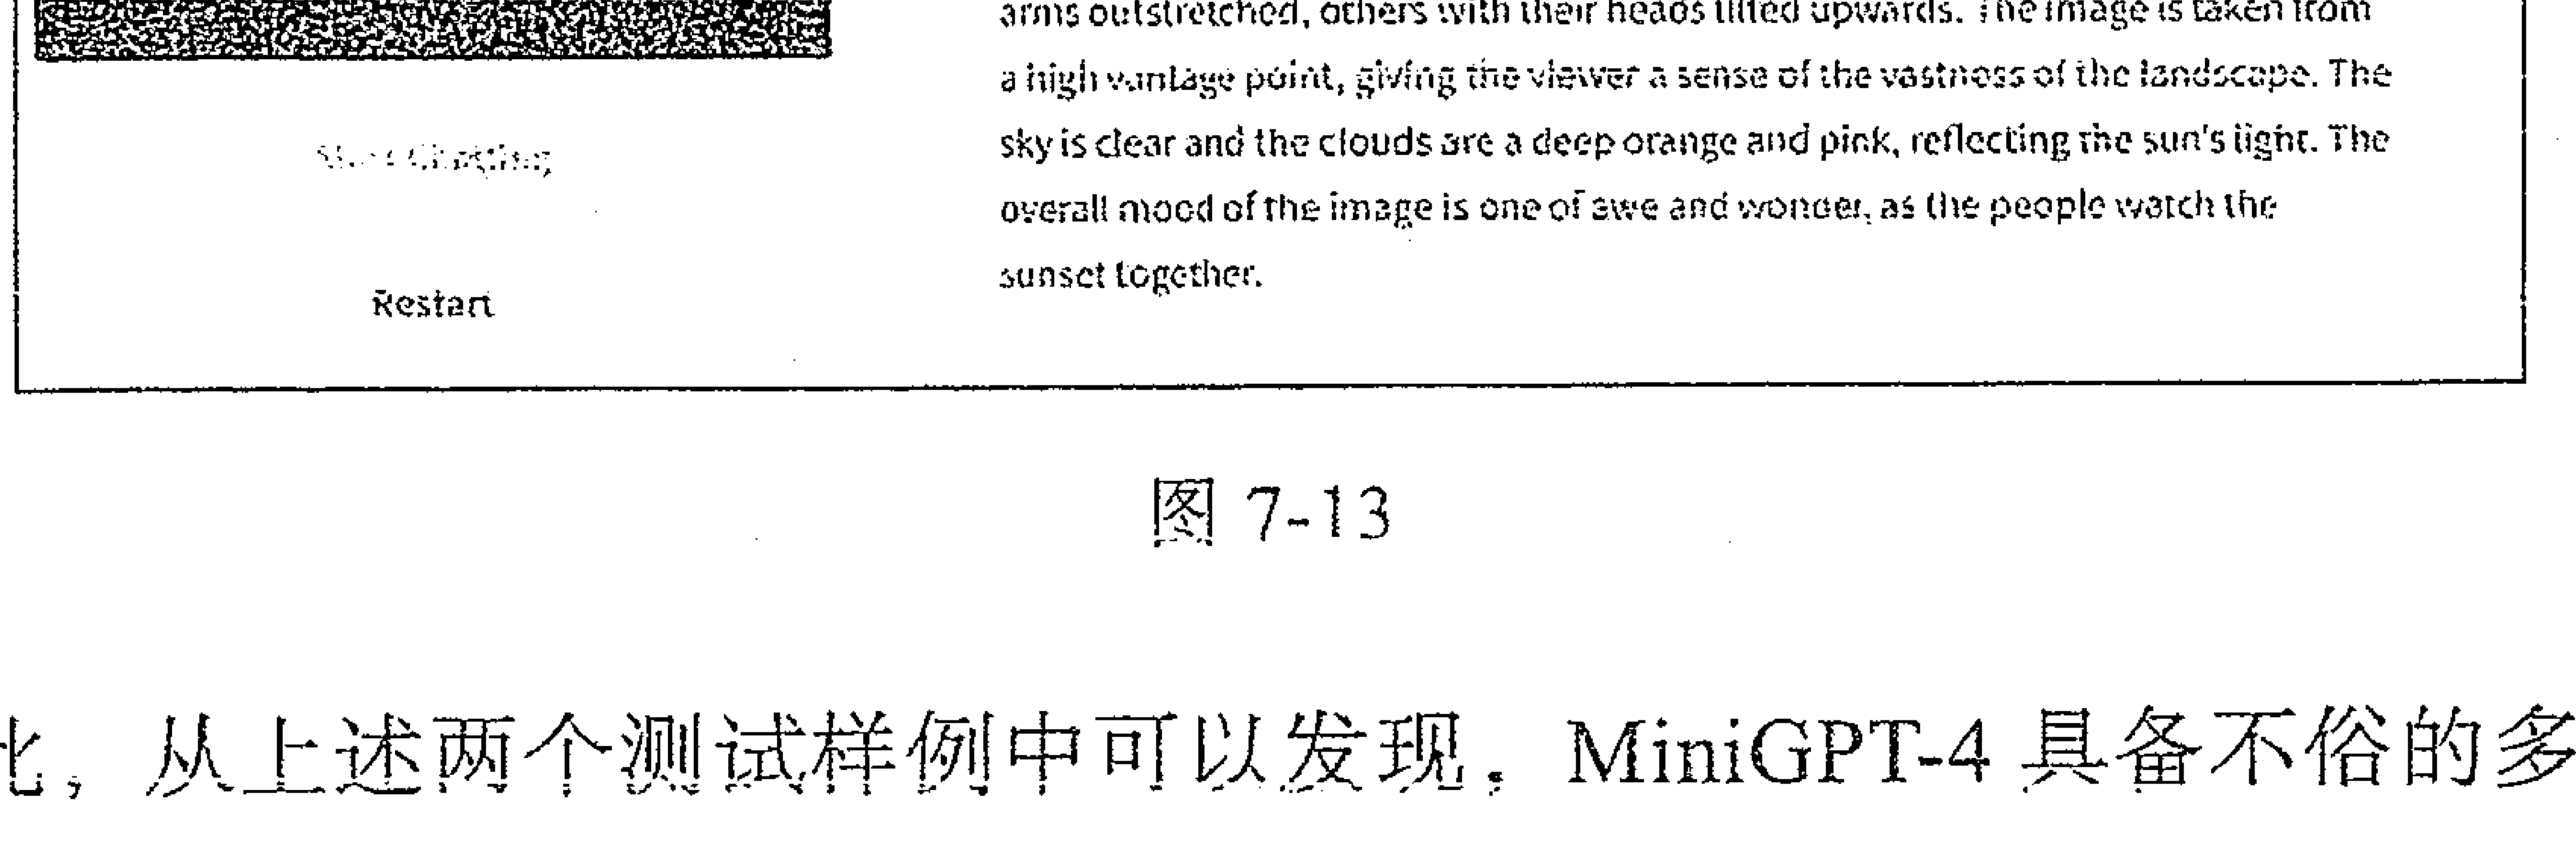 arms outstretched, others with their heads tilted upwards. The image is taken from
a high vantage point, giving the viewer a sense of the vastness of the landscape. The
sky is clear and the clouds are a deep orange and pink, reflecting the sun's light. The
overall mood of the image is one of awe and wonder, as the people watch the
sunset together.
Start Chatting
Restart
图 7-13
比，从上述两个测试样例中可以发现，MiniGPT-4 具备不俗的多